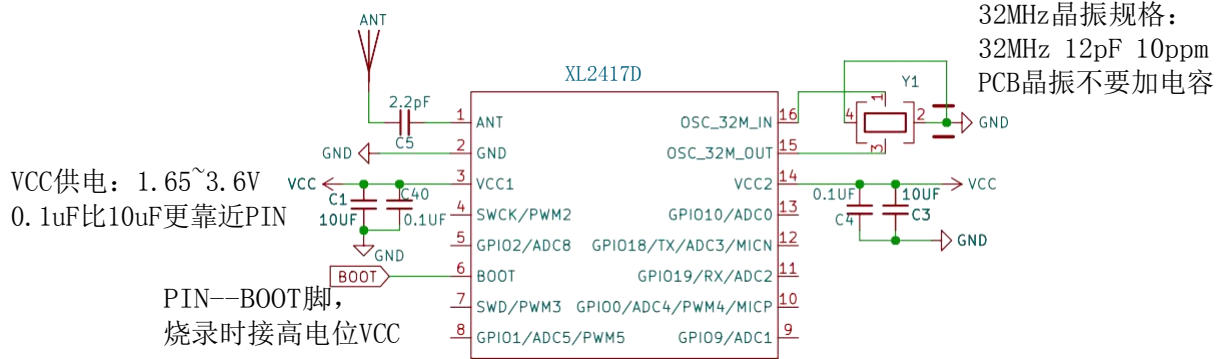 32MHz晶振规格：
32MHz 12pF 10ppm
PCB晶振不要加电容
ANT
XL2417D
Y1
2.2pF
C5
1 ANT
2 GND
3 VCC1
4 SWCK/PWM2
5 GPIO2/ADC8
6 BOOT
7 SWD/PWM3
8 GPIO1/ADC5/PWM5
OSC_32M_IN 16
OSC_32M_OUT 15
VCC2 14
GPIO10/ADC0 13
GPIO18/TX/ADC3/MICN 12
GPIO19/RX/ADC2 11
GPIO0/ADC4/PWM4/MICP 10
GPIO9/ADC1 9
1
4
2
3
GND
GND
VCC供电：1.65~3.6V
0.1uF比10uF更靠近PIN
VCC
C1
10UF
C40
0.1UF
GND
BOOT
0.1UF
C4
10UF
C3
VCC
GND
PIN--BOOT脚，
烧录时接高电位VCC